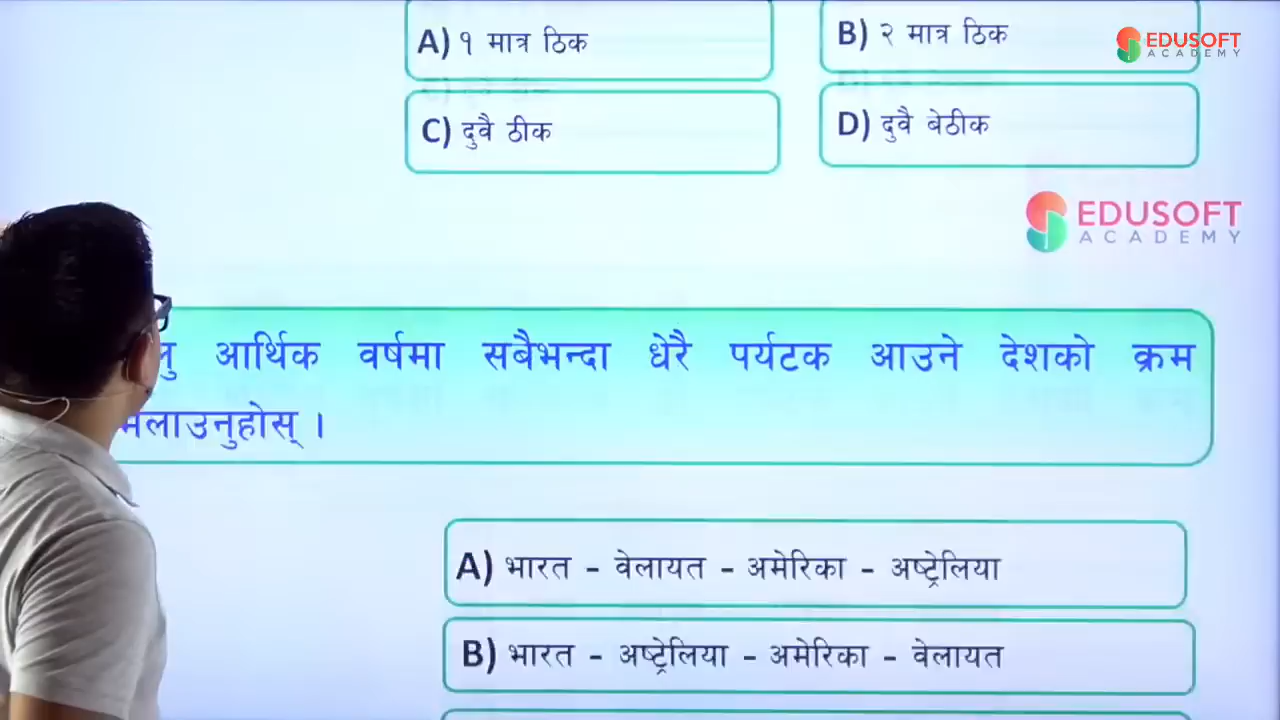 A) १ मात्र ठिक
B) २ मात्र ठिक
EDUSOFT
ACADEMY
C) दुवै ठीक
D) दुवै बेठीक
EDUSOFT
ACADEMY
आर्थिक वर्षमा सबैभन्दा धेरै पर्यटक आउने देशको क्रम
मलाउनुहोस् ।
A) भारत - वेलायत - अमेरिका - अष्ट्रेलिया
B) भारत - अष्ट्रेलिया - अमेरिका - वेलायत